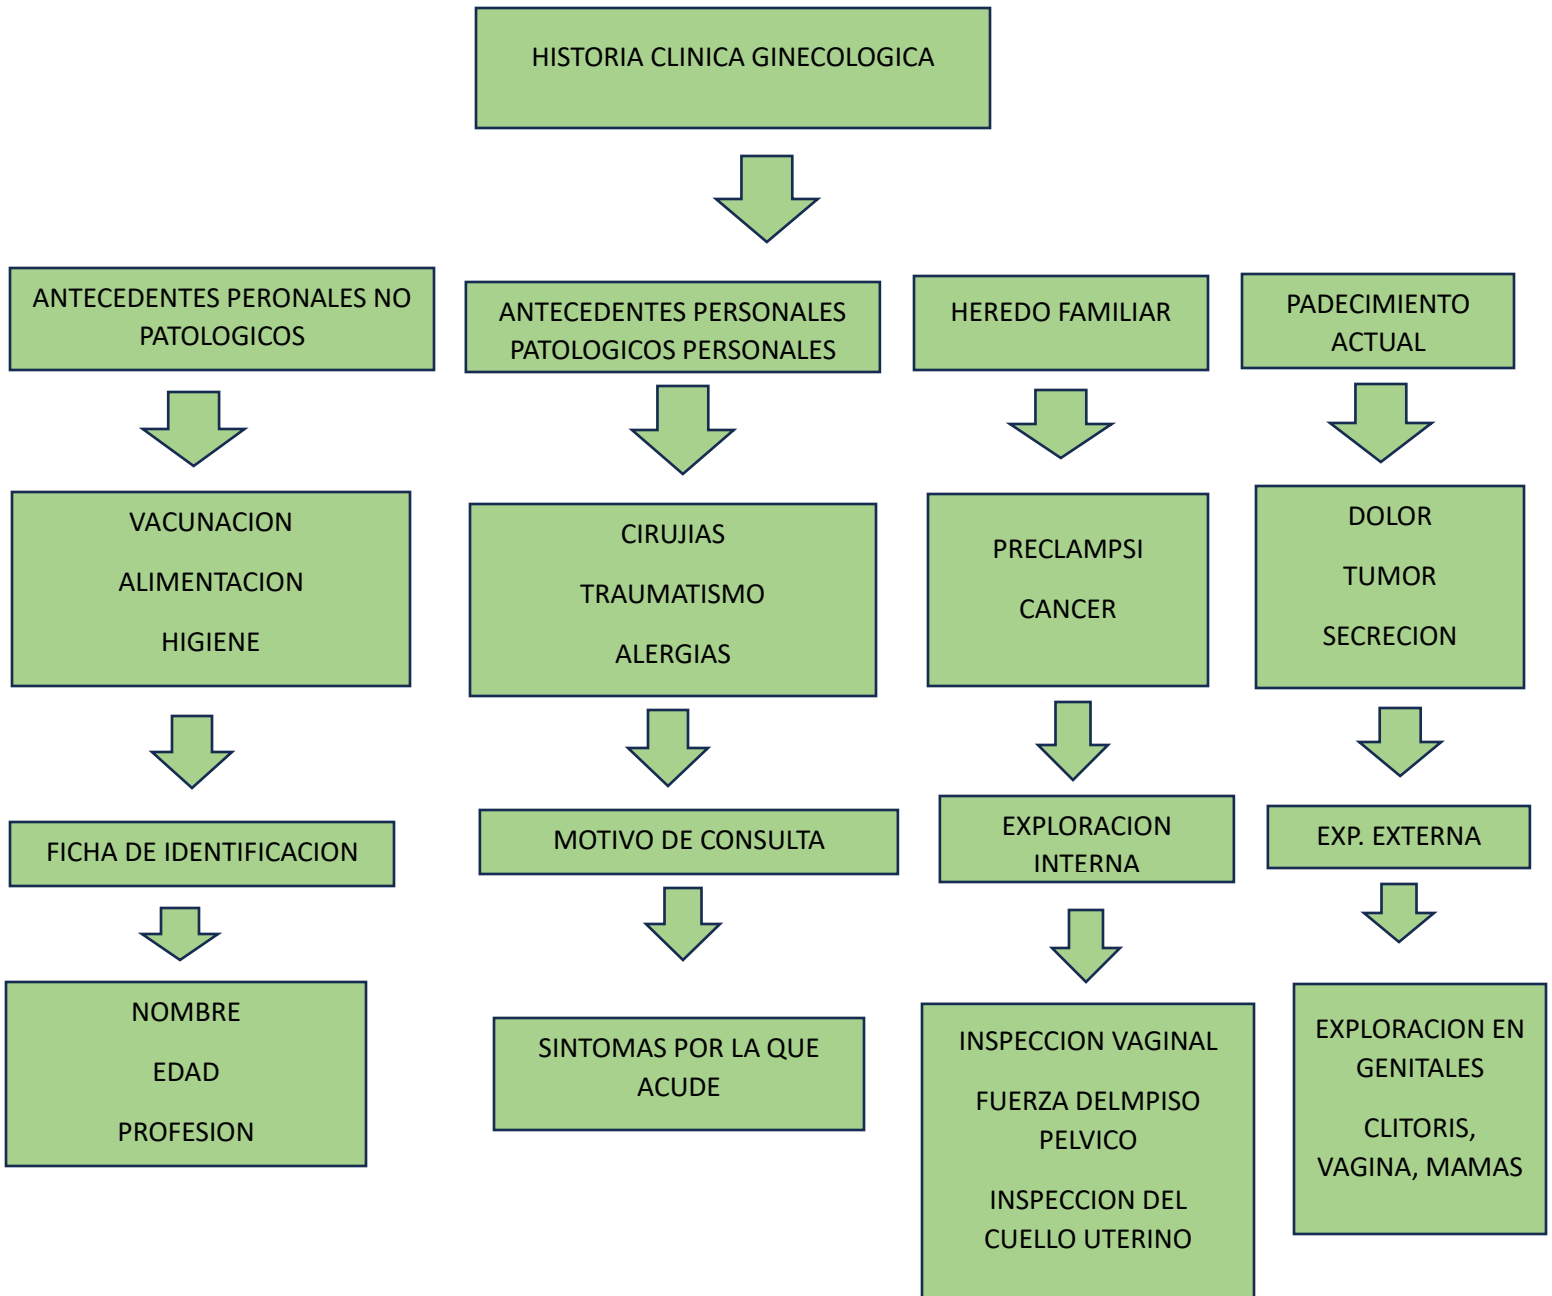 HISTORIA CLINICA GINECOLOGICA
ANTECEDENTES PERONALES NO
PATOLOGICOS
ANTECEDENTES PERSONALES
PATOLOGICOS PERSONALES
HEREDO FAMILIAR
PADECIMIENTO
ACTUAL
VACUNACION
ALIMENTACION
HIGIENE
CIRUJIAS
TRAUMATISMO
ALERGIAS
PRECLAMPSI
CANCER
DOLOR
TUMOR
SECRECION
FICHA DE IDENTIFICACION
MOTIVO DE CONSULTA
EXPLORACION
INTERNA
EXP. EXTERNA
NOMBRE
EDAD
PROFESION
SINTOMAS POR LA QUE
ACUDE
INSPECCION VAGINAL
FUERZA DELMPISO
PELVICO
INSPECCION DEL
CUELLO UTERINO
EXPLORACION EN
GENITALES
CLITORIS,
VAGINA, MAMAS